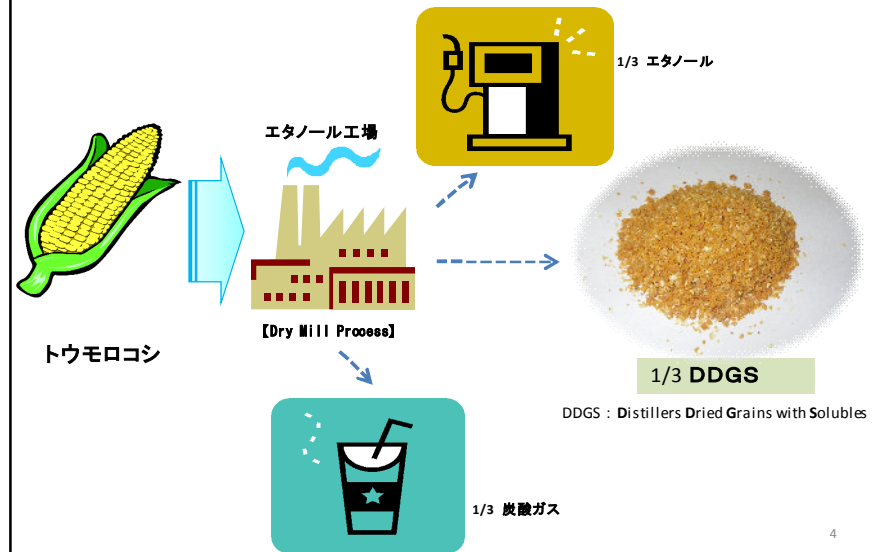 1/3 エタノール
エタノール工場
【Dry Mill Process】
トウモロコシ
1/3 DDGS
DDGS : Distillers Dried Grains with Solubles
1/3 炭酸ガス
4